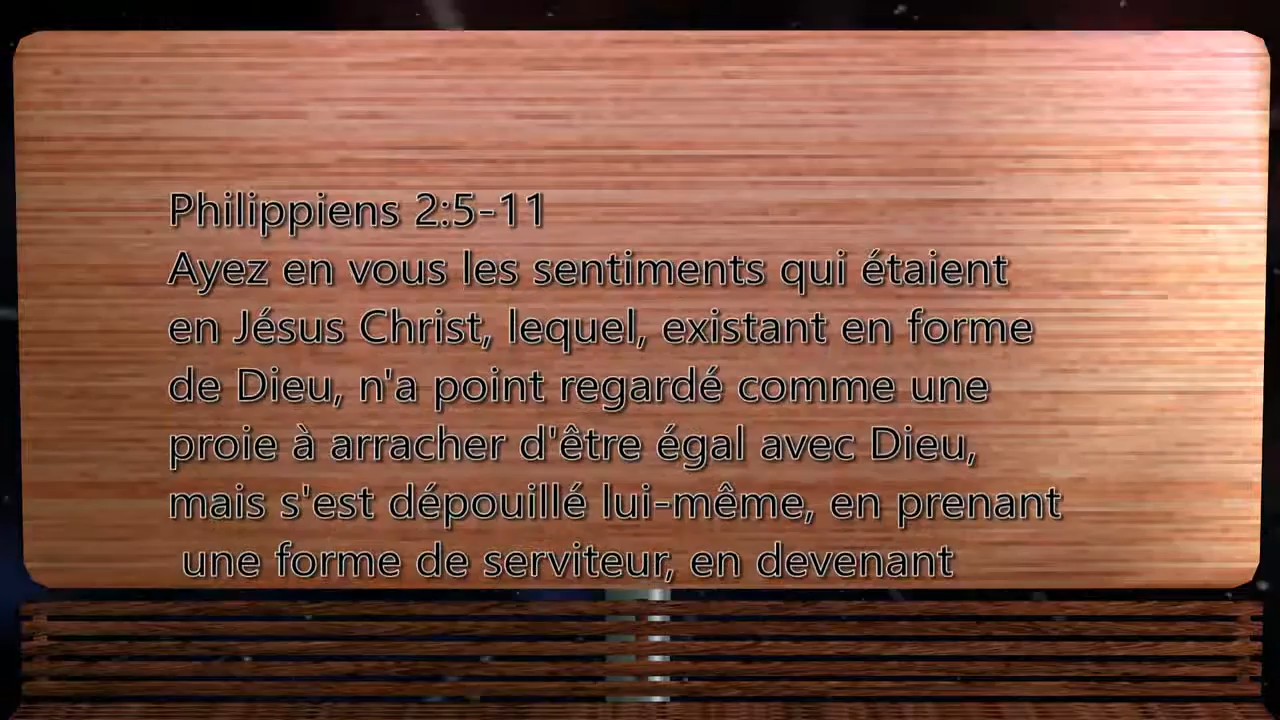 Philippiens 2:5-11
Ayez en vous les sentiments qui étaient
en Jésus Christ, lequel, existant en forme
de Dieu, n'a point regardé comme une
proie à arracher d'être égal avec Dieu,
mais s'est dépouillé lui-même, en prenant
une forme de serviteur, en devenant